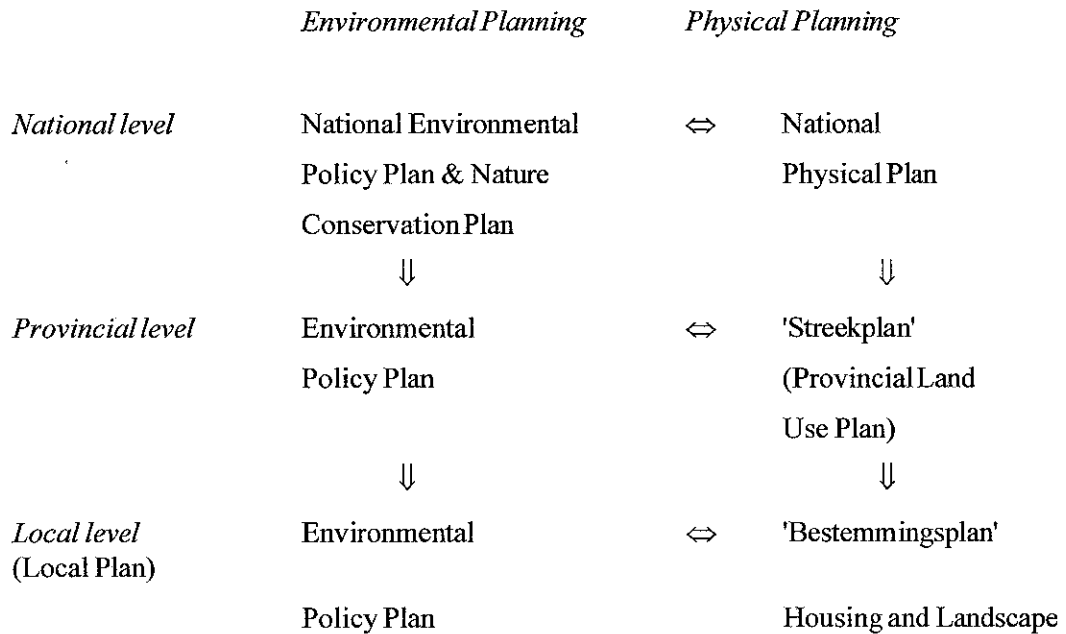 Environmental Planning Physical Planning
National level National Environmental ⇔ National
Policy Plan & Nature Physical Plan
Conservation Plan
⇓ ⇓
Provincial level Environmental ⇔ 'Streekplan'
Policy Plan (Provincial Land
Use Plan)
⇓ ⇓
Local level Environmental ⇔ 'Bestemmingsplan'
(Local Plan)
Policy Plan Housing and Landscape